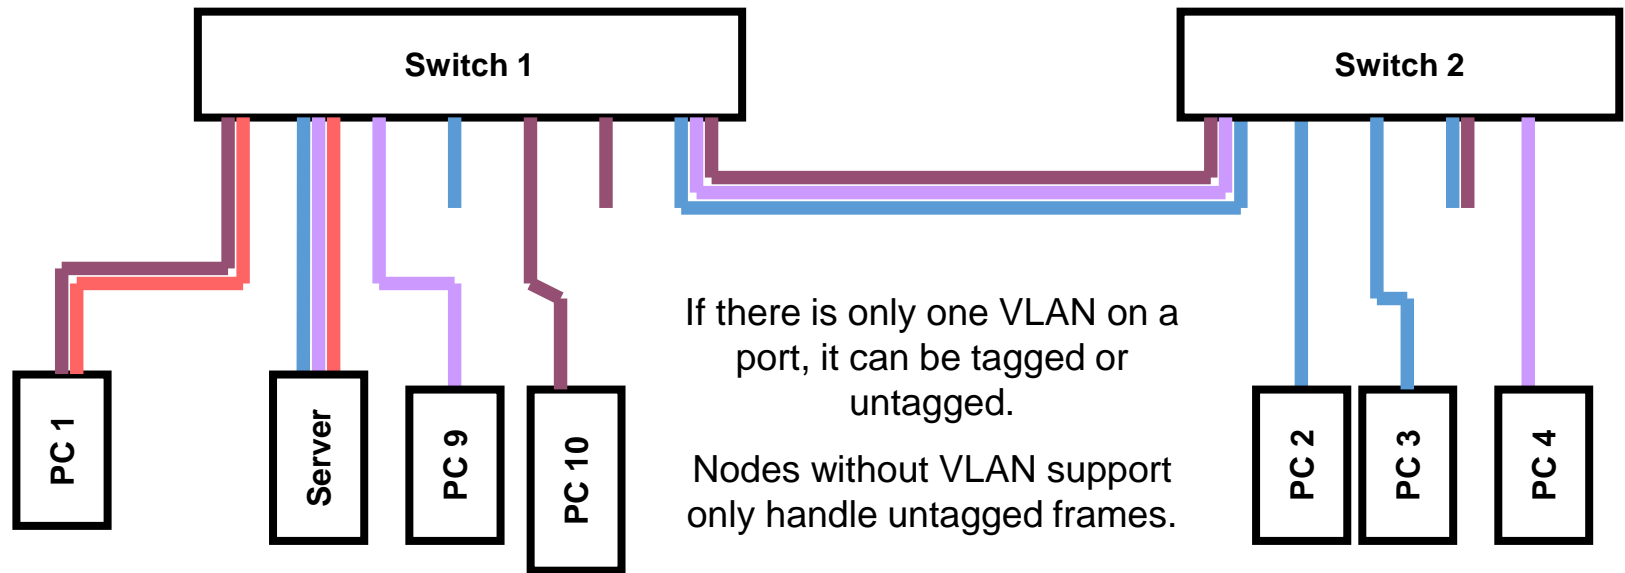 Switch 1
Switch 2
If there is only one VLAN on a
port, it can be tagged or
untagged.
Nodes without VLAN support
only handle untagged frames.
PC 1
Server
PC 9
PC 10
PC 2
PC 3
PC 4